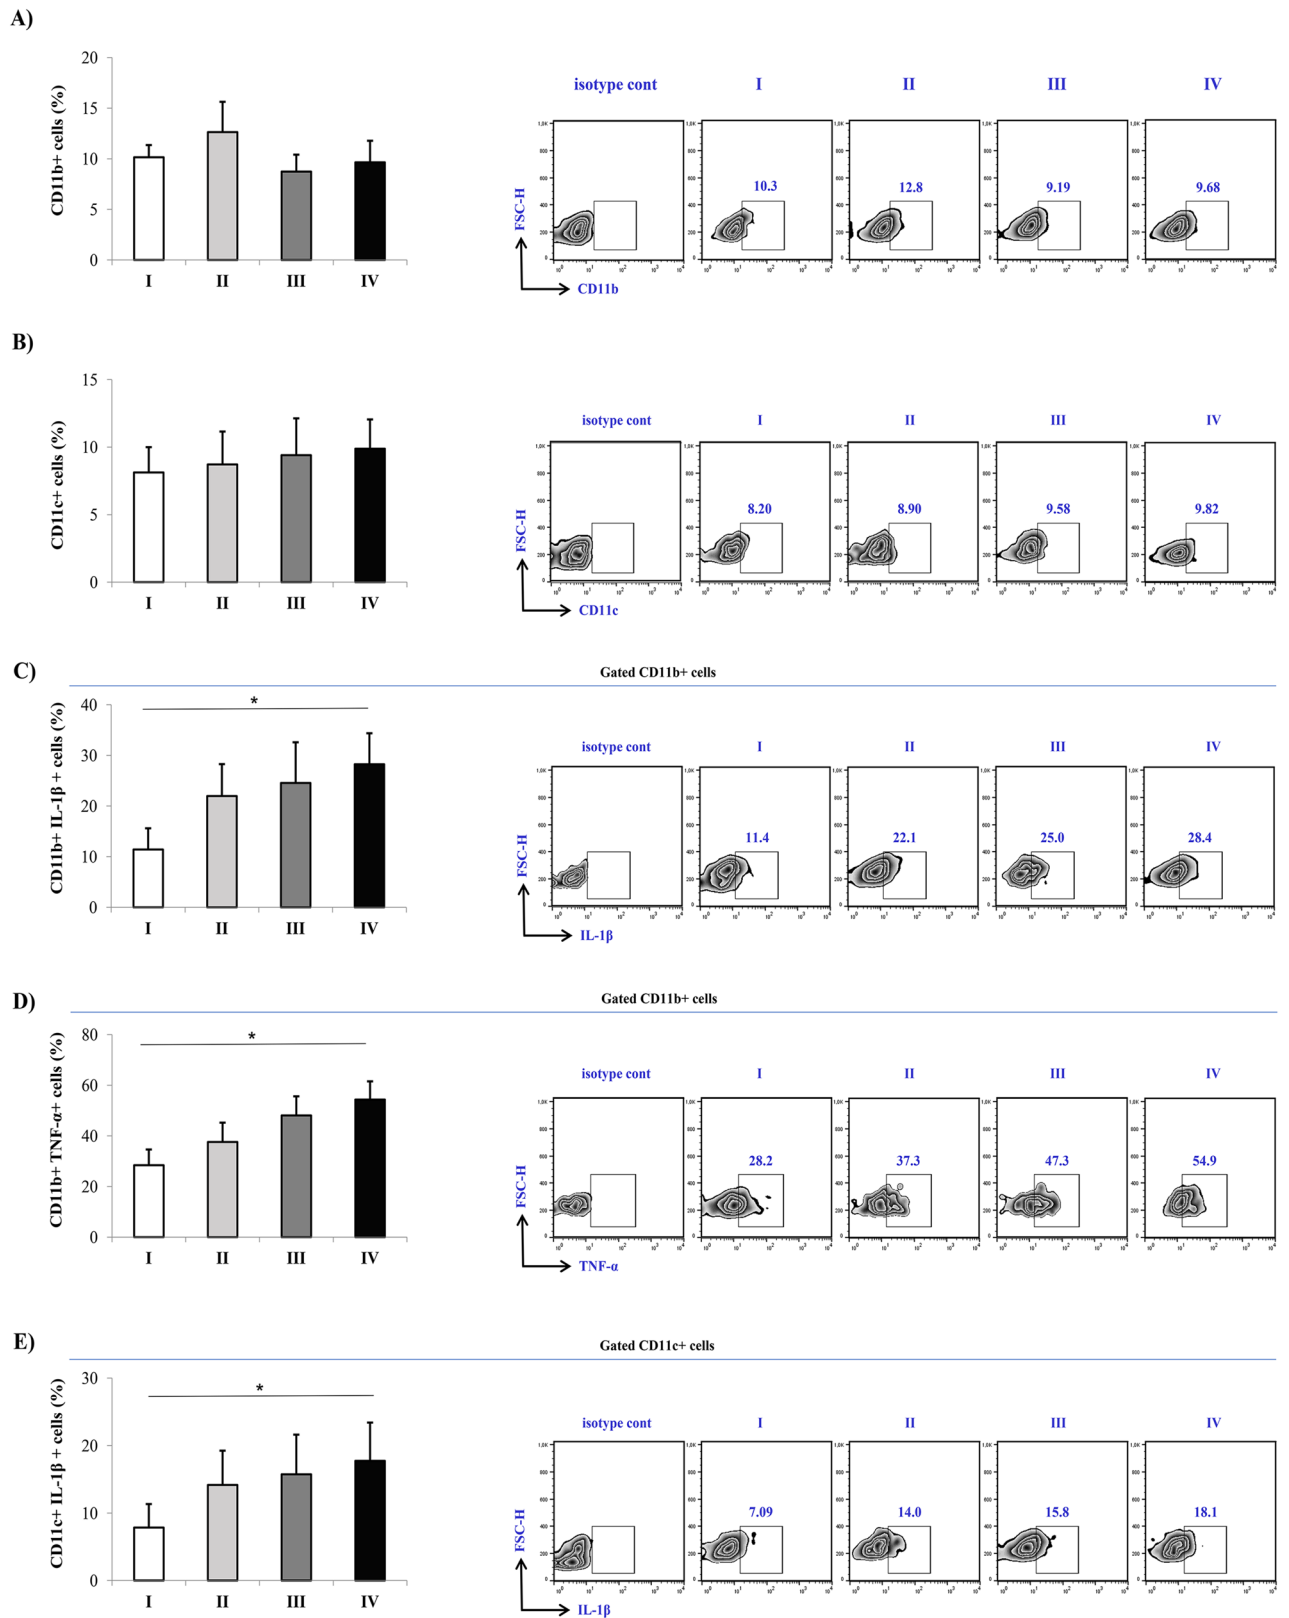 A)
20
15
10
5
0
CD11b+ cells (%)
I II III IV
isotype cont I II III IV
10.3 12.8 9.19 9.68
FSC-H
CD11b
B)
15
10
5
0
CD11c+ cells (%)
I II III IV
isotype cont I II III IV
8.20 8.90 9.58 9.82
FSC-H
CD11c
C)
Gated CD11b+ cells
40
30
20
10
0
CD11b+ IL-1β + cells (%)
*
I II III IV
isotype cont I II III IV
11.4 22.1 25.0 28.4
FSC-H
IL-1β
D)
Gated CD11b+ cells
80
60
40
20
0
CD11b+ TNF-α+ cells (%)
*
I II III IV
isotype cont I II III IV
28.2 37.3 47.3 54.9
FSC-H
TNF-α
E)
Gated CD11c+ cells
30
20
10
0
CD11c+ IL-1β + cells (%)
*
I II III IV
isotype cont I II III IV
7.09 14.0 15.8 18.1
FSC-H
IL-1β